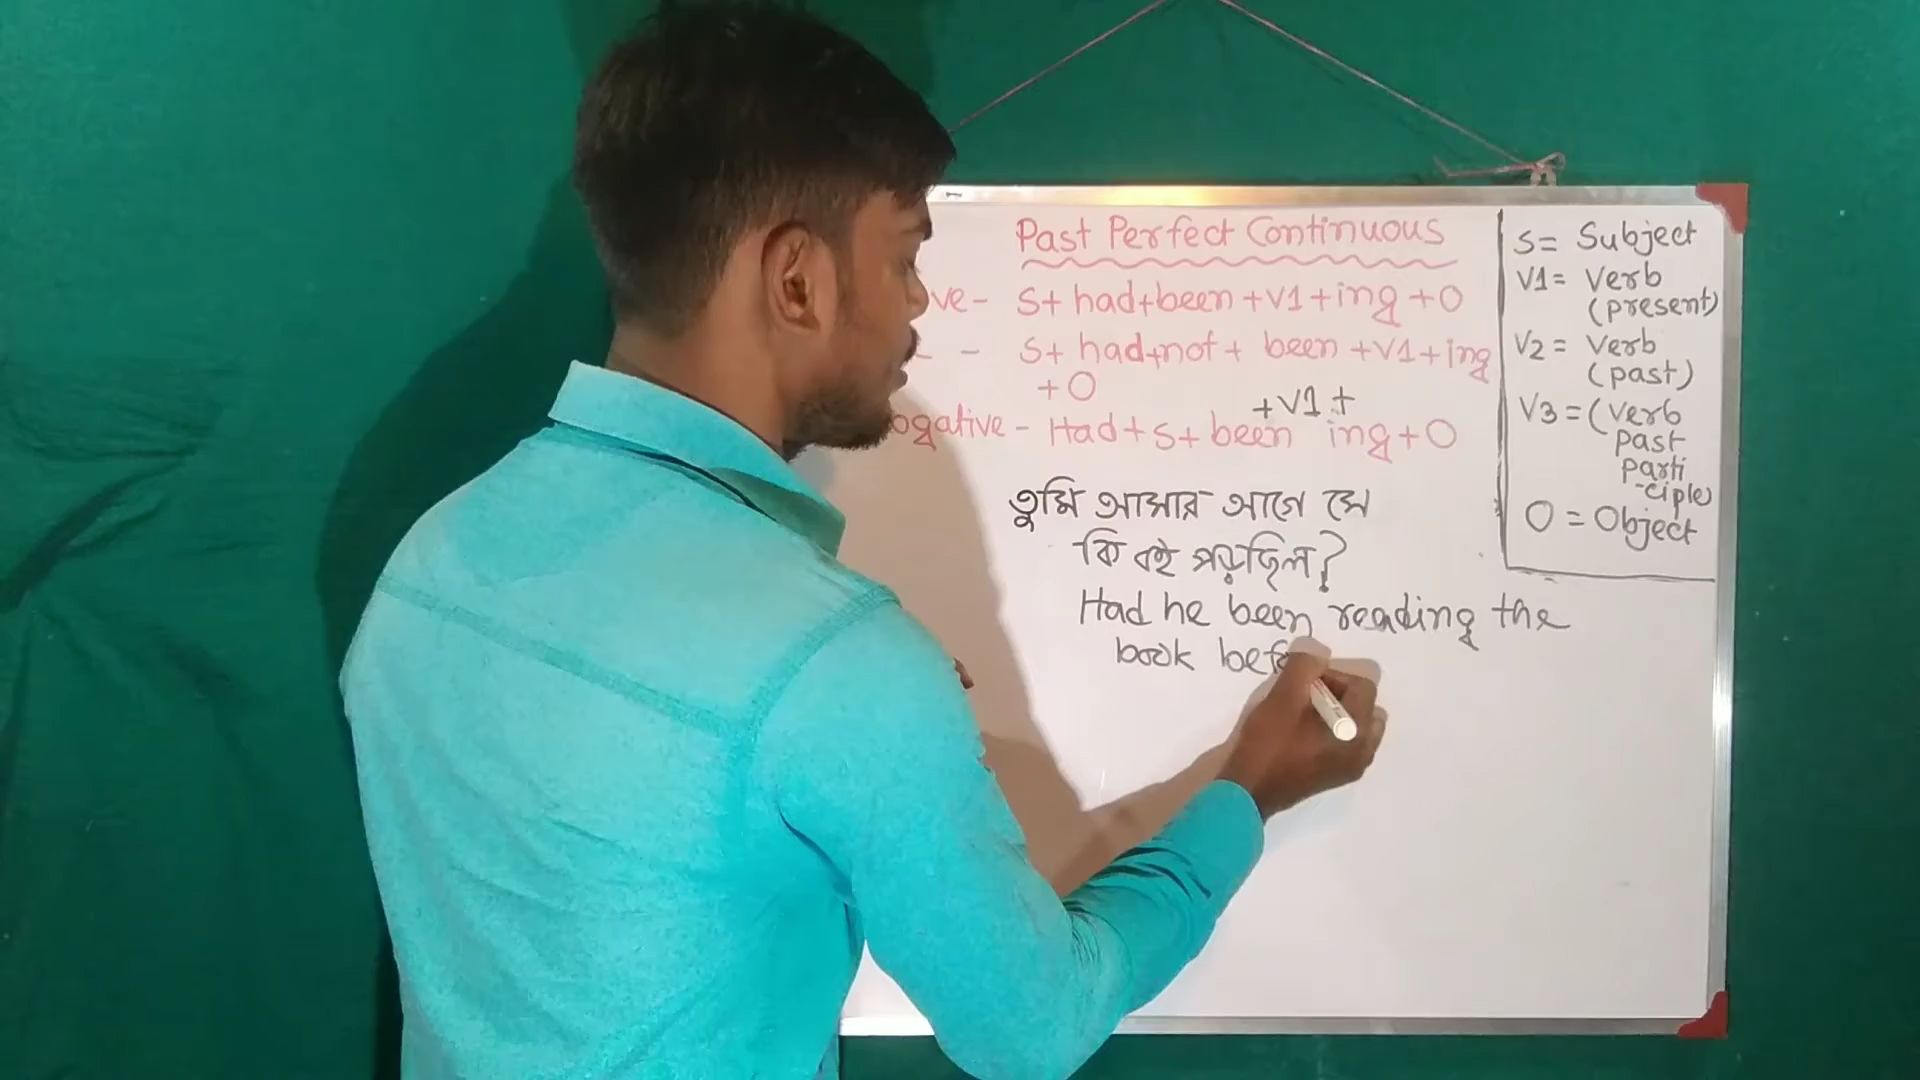 Past Perfect Continuous
ve- S+ had+been +V1+ing +O
- S+ had+not+ been +V1+ing
+O
+V1+
ogative- Had+S+been ing+O
তুমি আসার আগে সে
কি বই পড়ছিল?
Had he been reading the
book befo
S= Subject
V1= Verb
(present)
V2= Verb
(past)
V3=(Verb
past
parti
-ciple)
O = Object